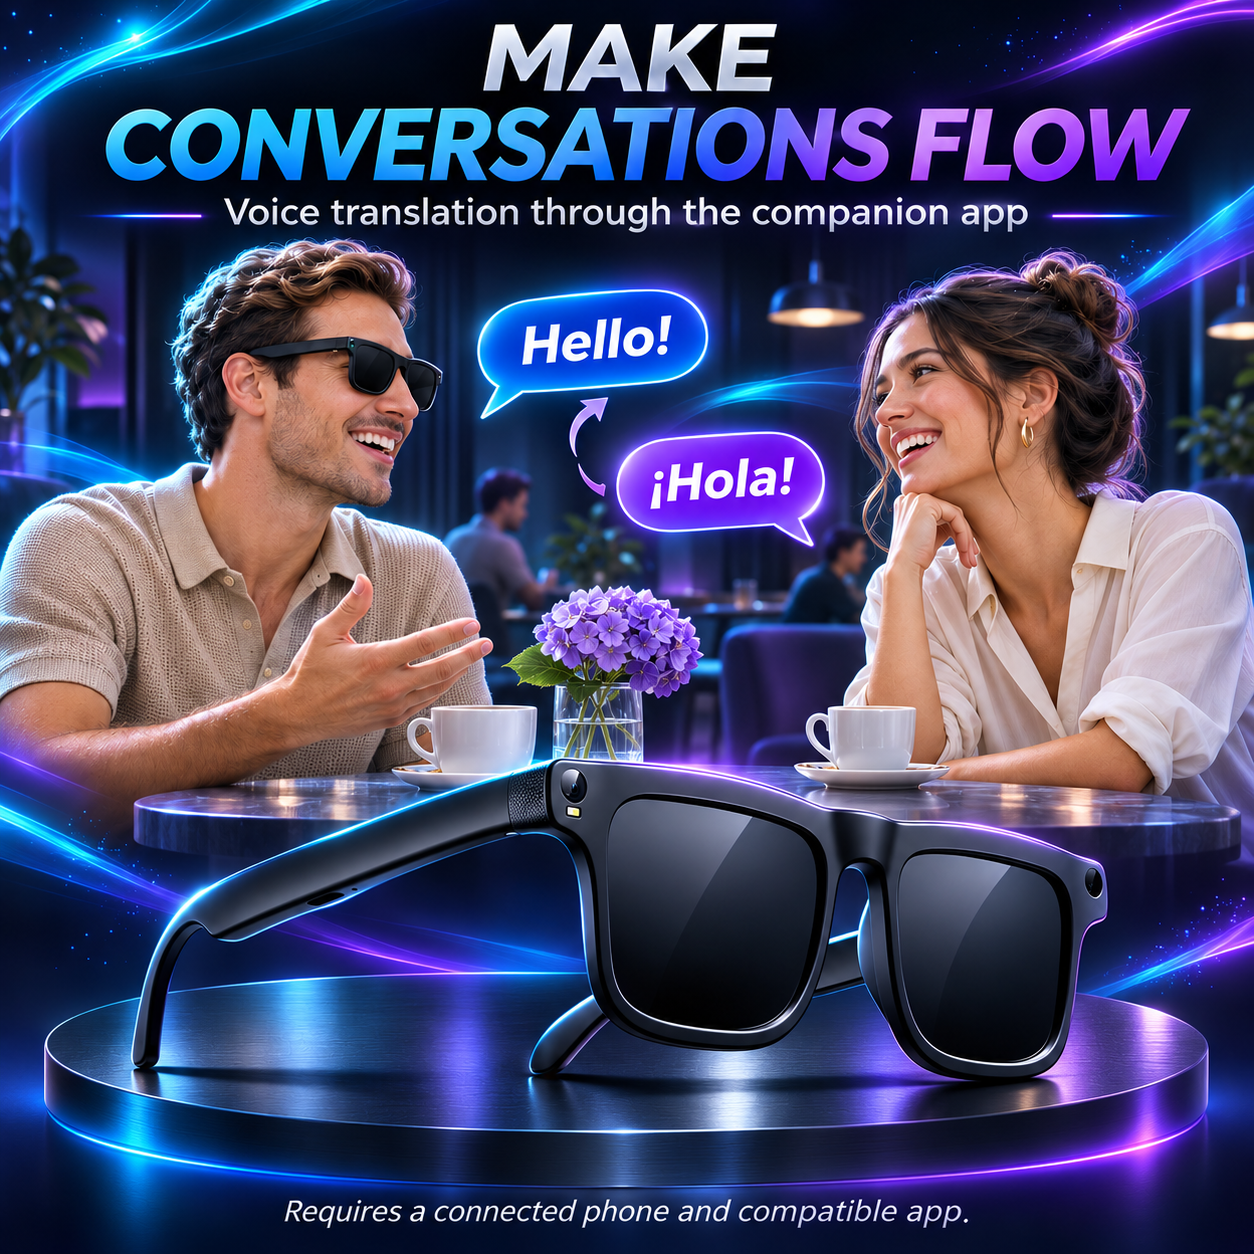 MAKE
CONVERSATIONS FLOW
Voice translation through the companion app
Hello!
¡Hola!
Requires a connected phone and compatible app.